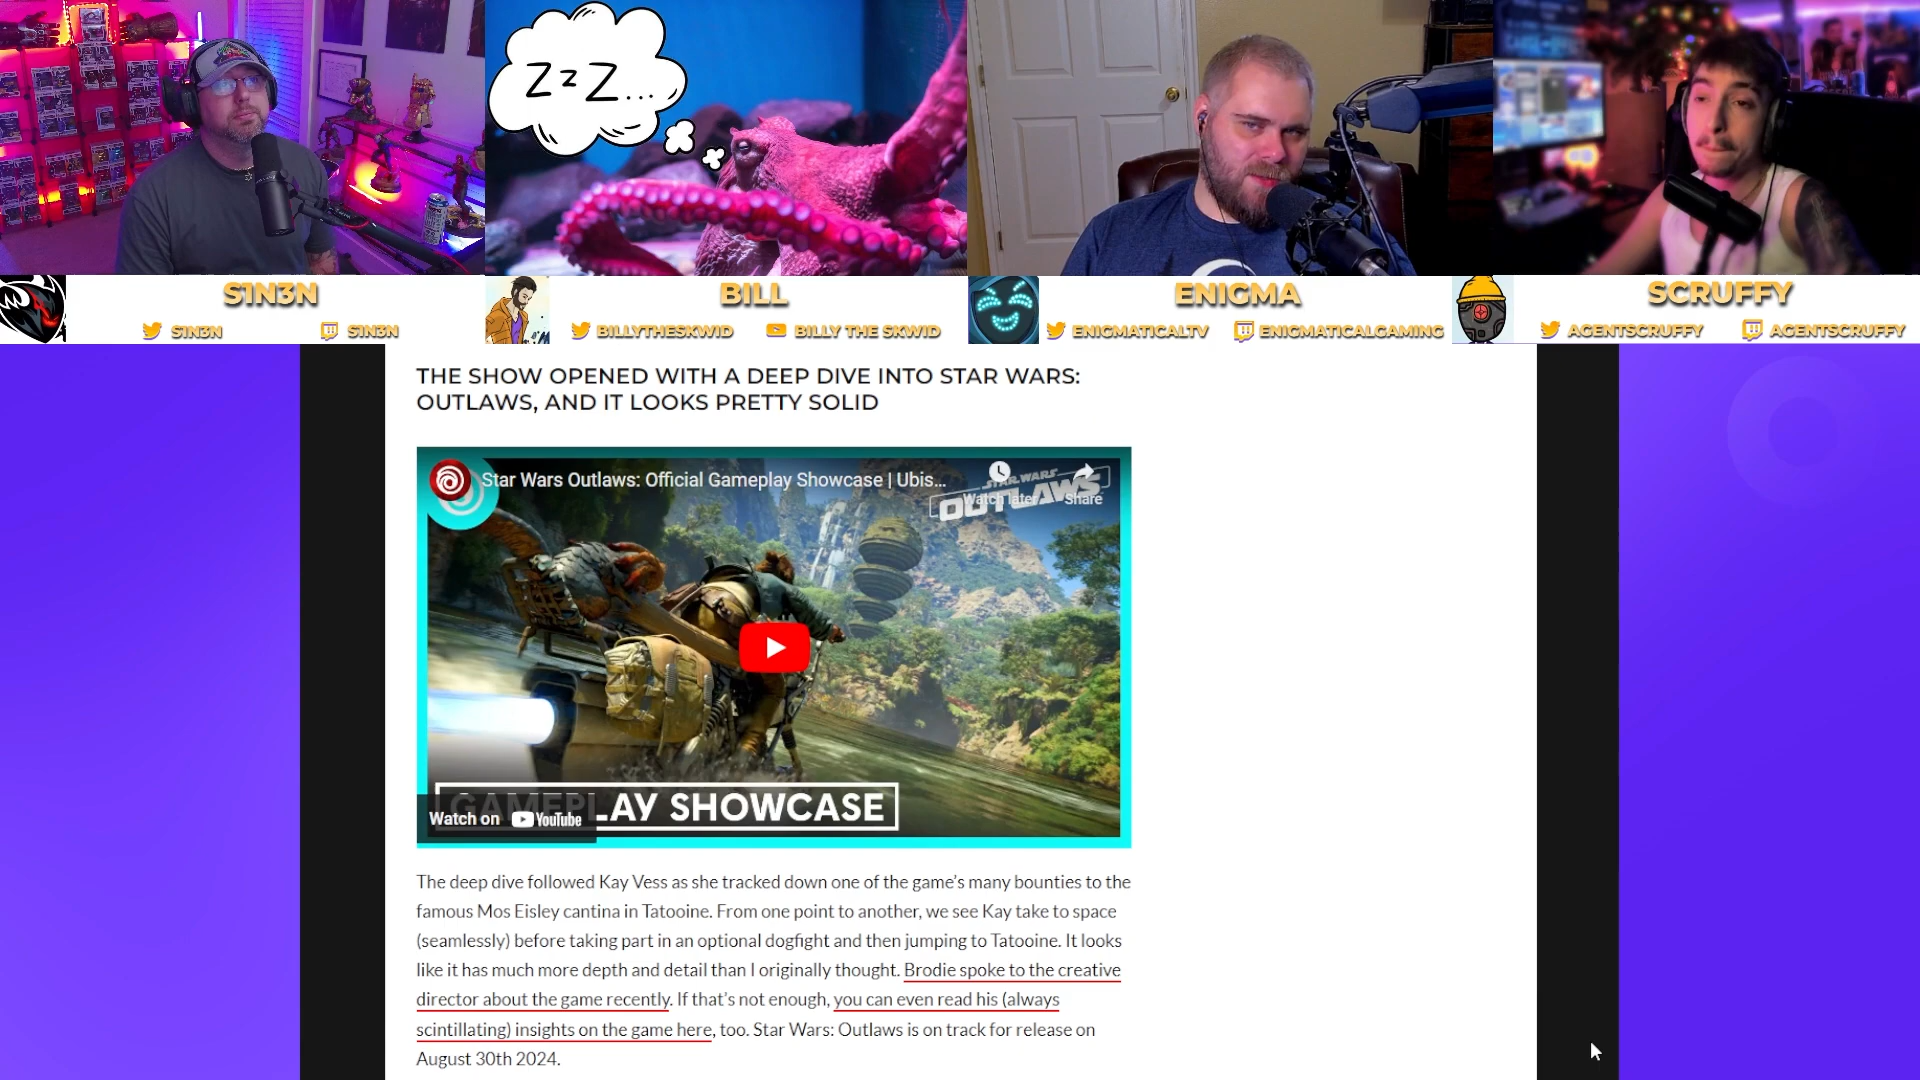 Z z Z...
S1N3N
S1N3N
S1N3N
BILL
BILLYTHESKWID
BILLY THE SKWID
ENIGMA
ENIGMATICALTV
ENIGMATICALGAMING
SCRUFFY
AGENTSCRUFFY
AGENTSCRUFFY
THE SHOW OPENED WITH A DEEP DIVE INTO STAR WARS:
OUTLAWS, AND IT LOOKS PRETTY SOLID
Star Wars Outlaws: Official Gameplay Showcase | Ubis...
Watch later
Share
STAR WARS
OUTLAWS
GAMEPLAY SHOWCASE
Watch on YouTube
The deep dive followed Kay Vess as she tracked down one of the game’s many bounties to the
famous Mos Eisley cantina in Tatooine. From one point to another, we see Kay take to space
(seamlessly) before taking part in an optional dogfight and then jumping to Tatooine. It looks
like it has much more depth and detail than I originally thought. Brodie spoke to the creative
director about the game recently. If that’s not enough, you can even read his (always
scintillating) insights on the game here, too. Star Wars: Outlaws is on track for release on
August 30th 2024.